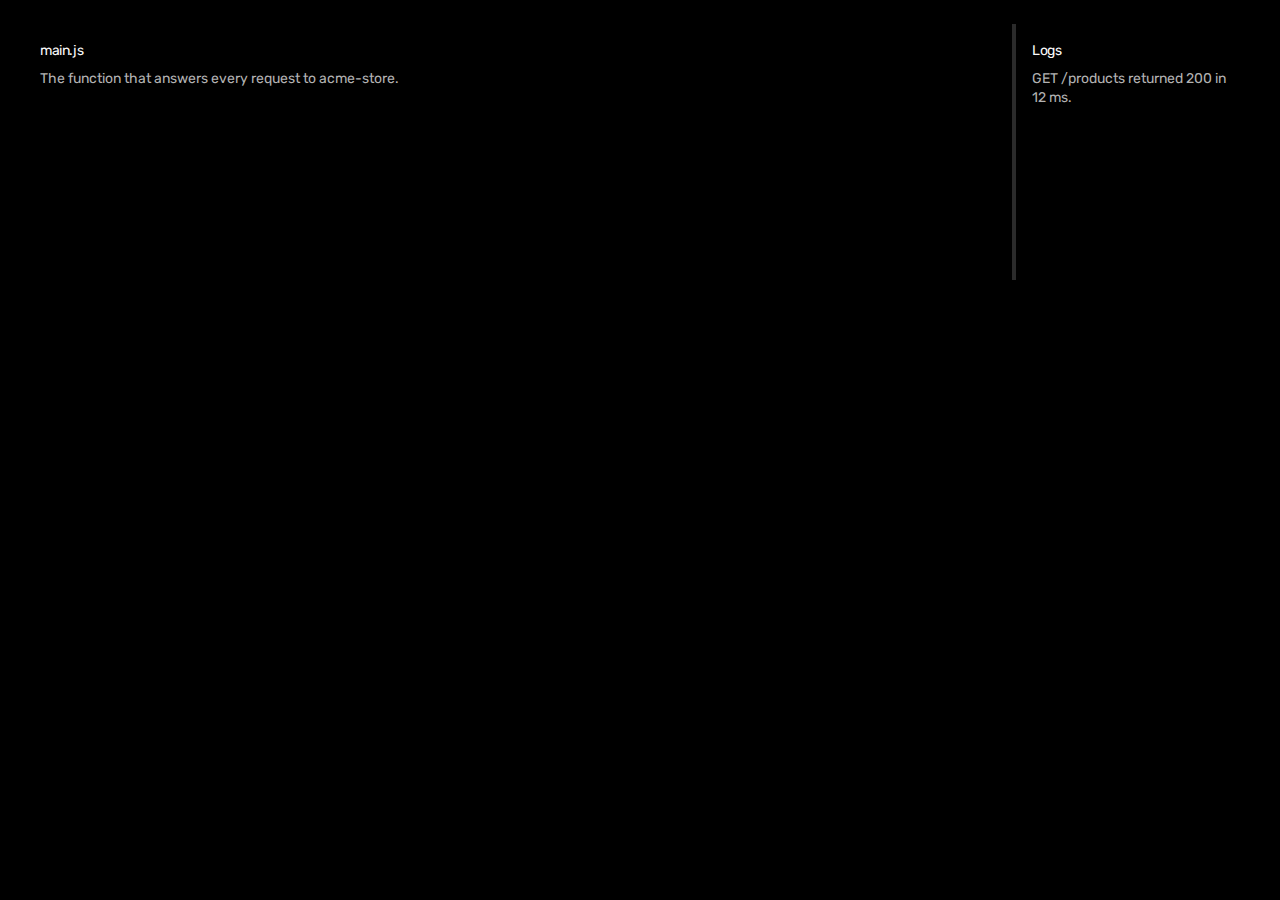 main.js
The function that answers every request to acme-store.
Logs
GET /products returned 200 in
12 ms.